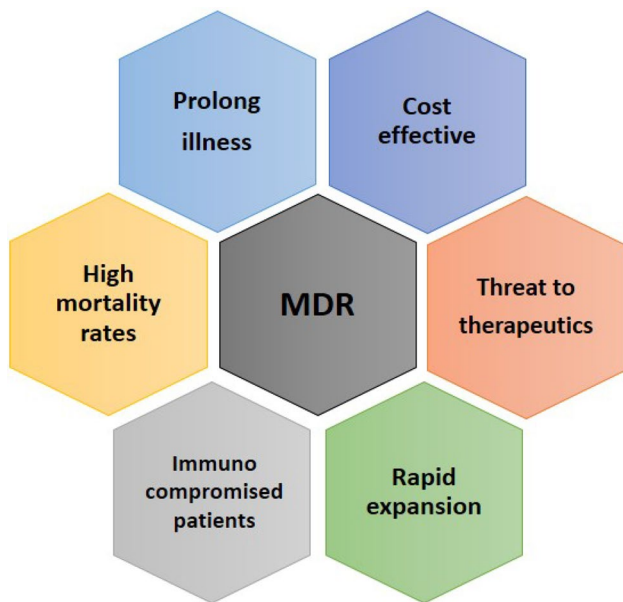 Prolong
illness
Cost
effective
High
mortality
rates
MDR
Threat to
therapeutics
Immuno
compromised
patients
Rapid
expansion